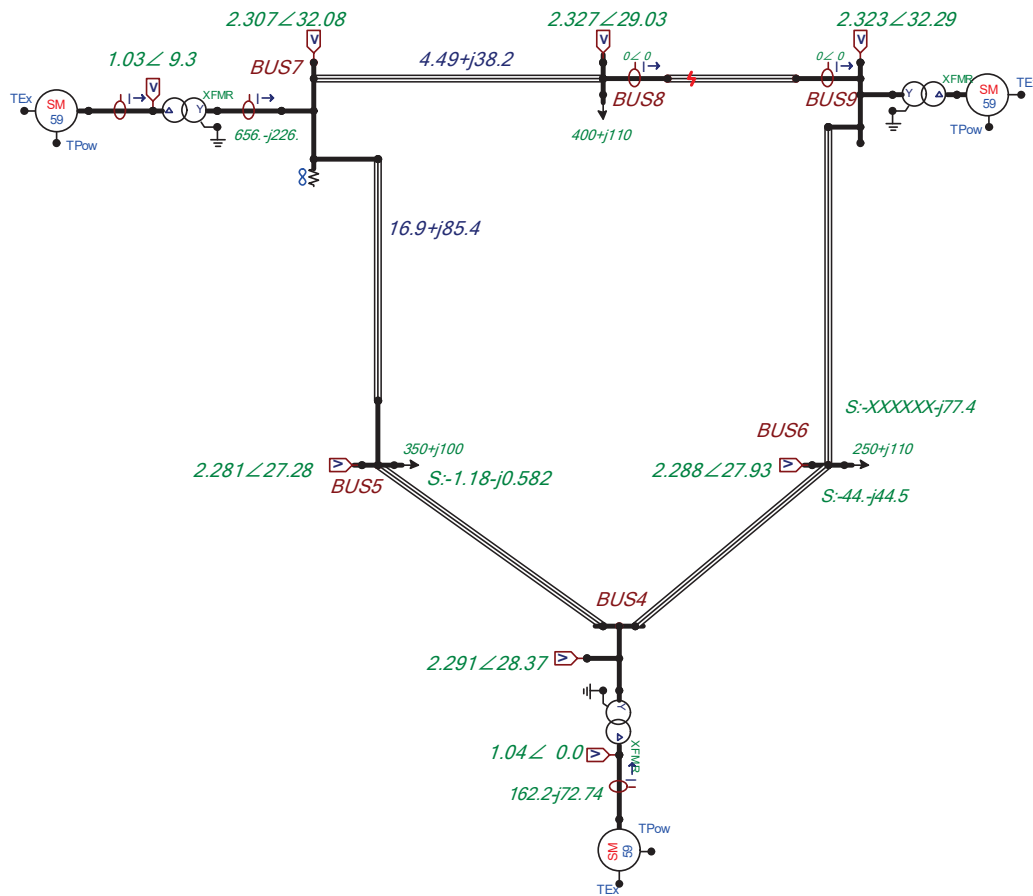 2.307∠32.08
2.327∠29.03
2.323∠32.29
V
V
V
1.03∠ 9.3
BUS7
4.49+j38.2
0∠ 0
I
0∠ 0
I
BUS8
BUS9
XFMR
SM
59
TEx
TPow
V
I
Y
I
XFMR
Y
SM
59
TE
TPow
656.-j226.
400+j110
16.9+j85.4
S:-XXXXXX-j77.4
BUS6
350+j100
250+j110
2.281∠27.28
V
BUS5
S:-1.18-j0.582
2.288∠27.93
V
S:-44.-j44.5
BUS4
2.291∠28.37
V
Y
1.04∠ 0.0
V
XFMR
I
162.2-j72.74
SM
59
TPow
TEx